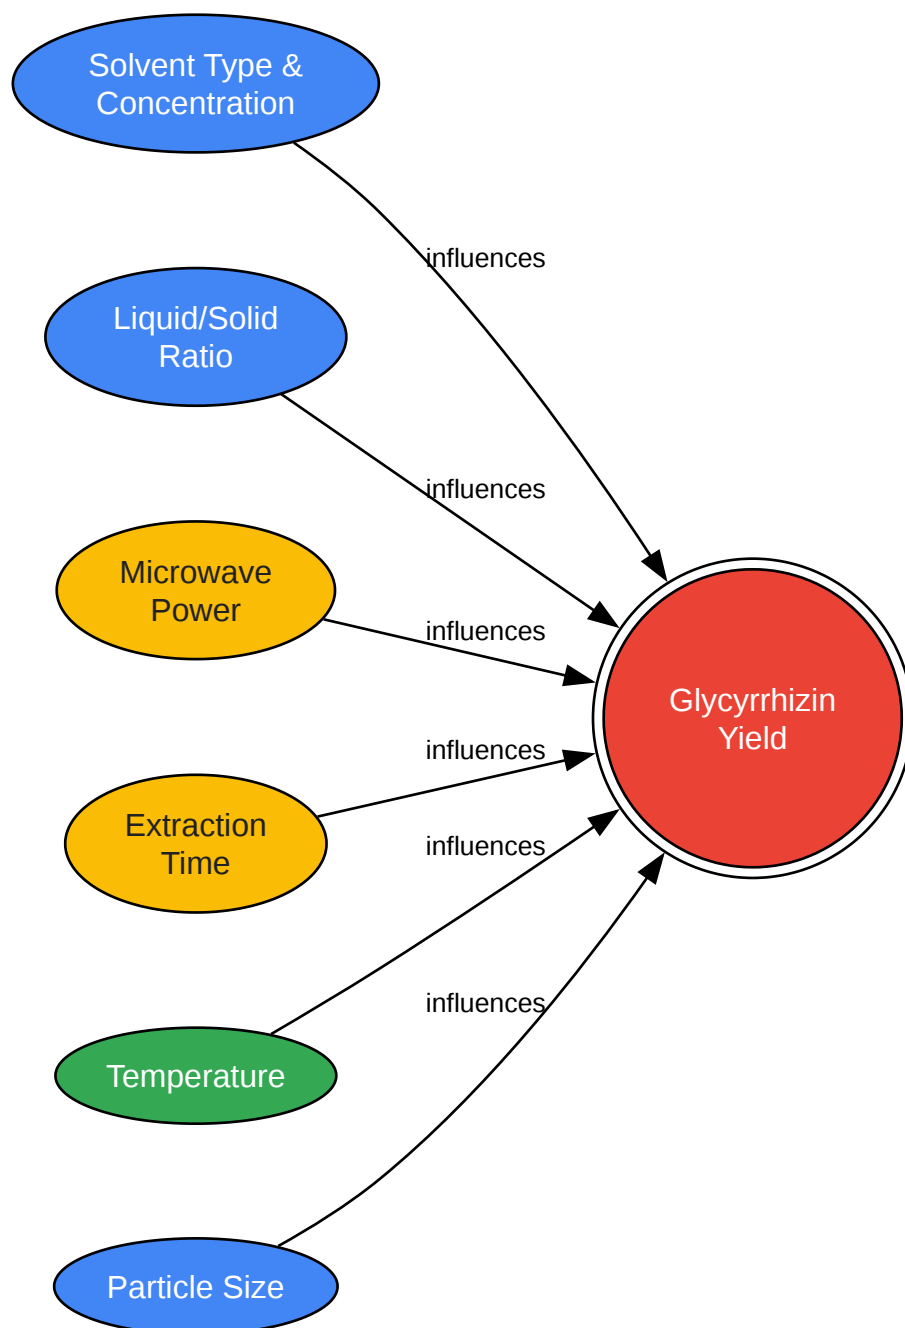 Solvent Type &
Concentration
influences
Liquid/Solid
Ratio
influences
Microwave
Power
influences
Glycyrrhizin
Yield
influences
Extraction
Time
influences
influences
Temperature
Particle Size